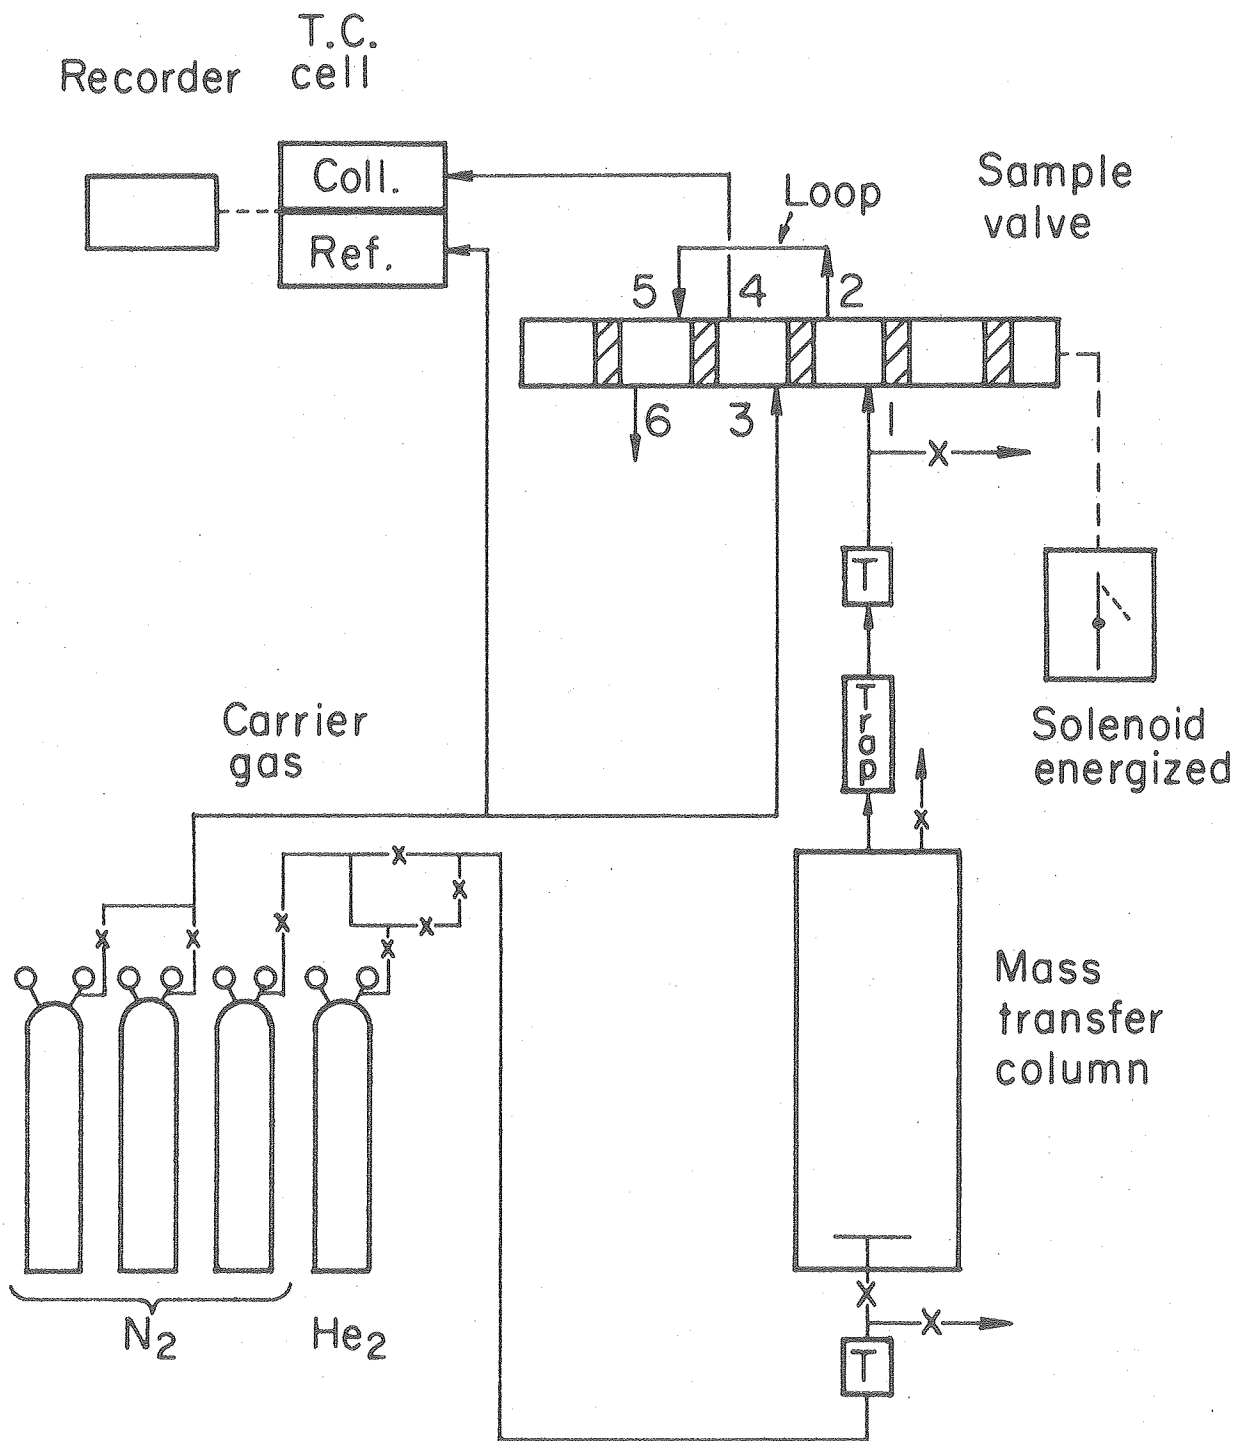 T.C.
cell
Recorder
Coll.
Ref.
Loop
Sample
valve
5
4
2
6
3
1
X
T
Trap
Solenoid
energized
Carrier
gas
X
X
X
X
X
X
X
X
Mass
transfer
column
X
X
T
N2
He2